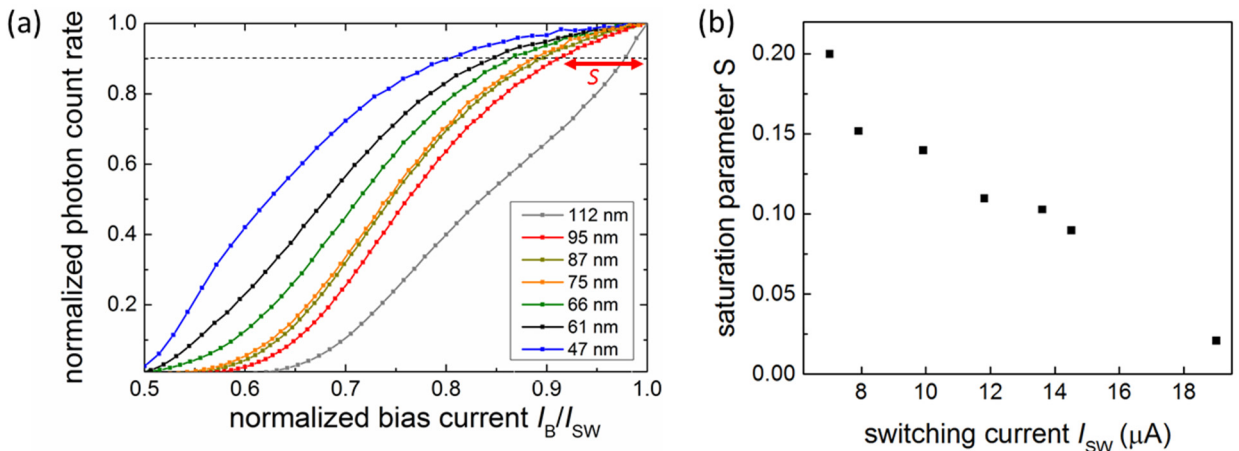 (a)
normalized photon count rate
1.0
0.8
0.6
0.4
0.2
0.5
0.6
0.7
0.8
0.9
1.0
normalized bias current I_B/I_SW
S
112 nm
95 nm
87 nm
75 nm
66 nm
61 nm
47 nm
(b)
saturation parameter S
0.20
0.15
0.10
0.05
0.00
8
10
12
14
16
18
switching current I_SW (μA)